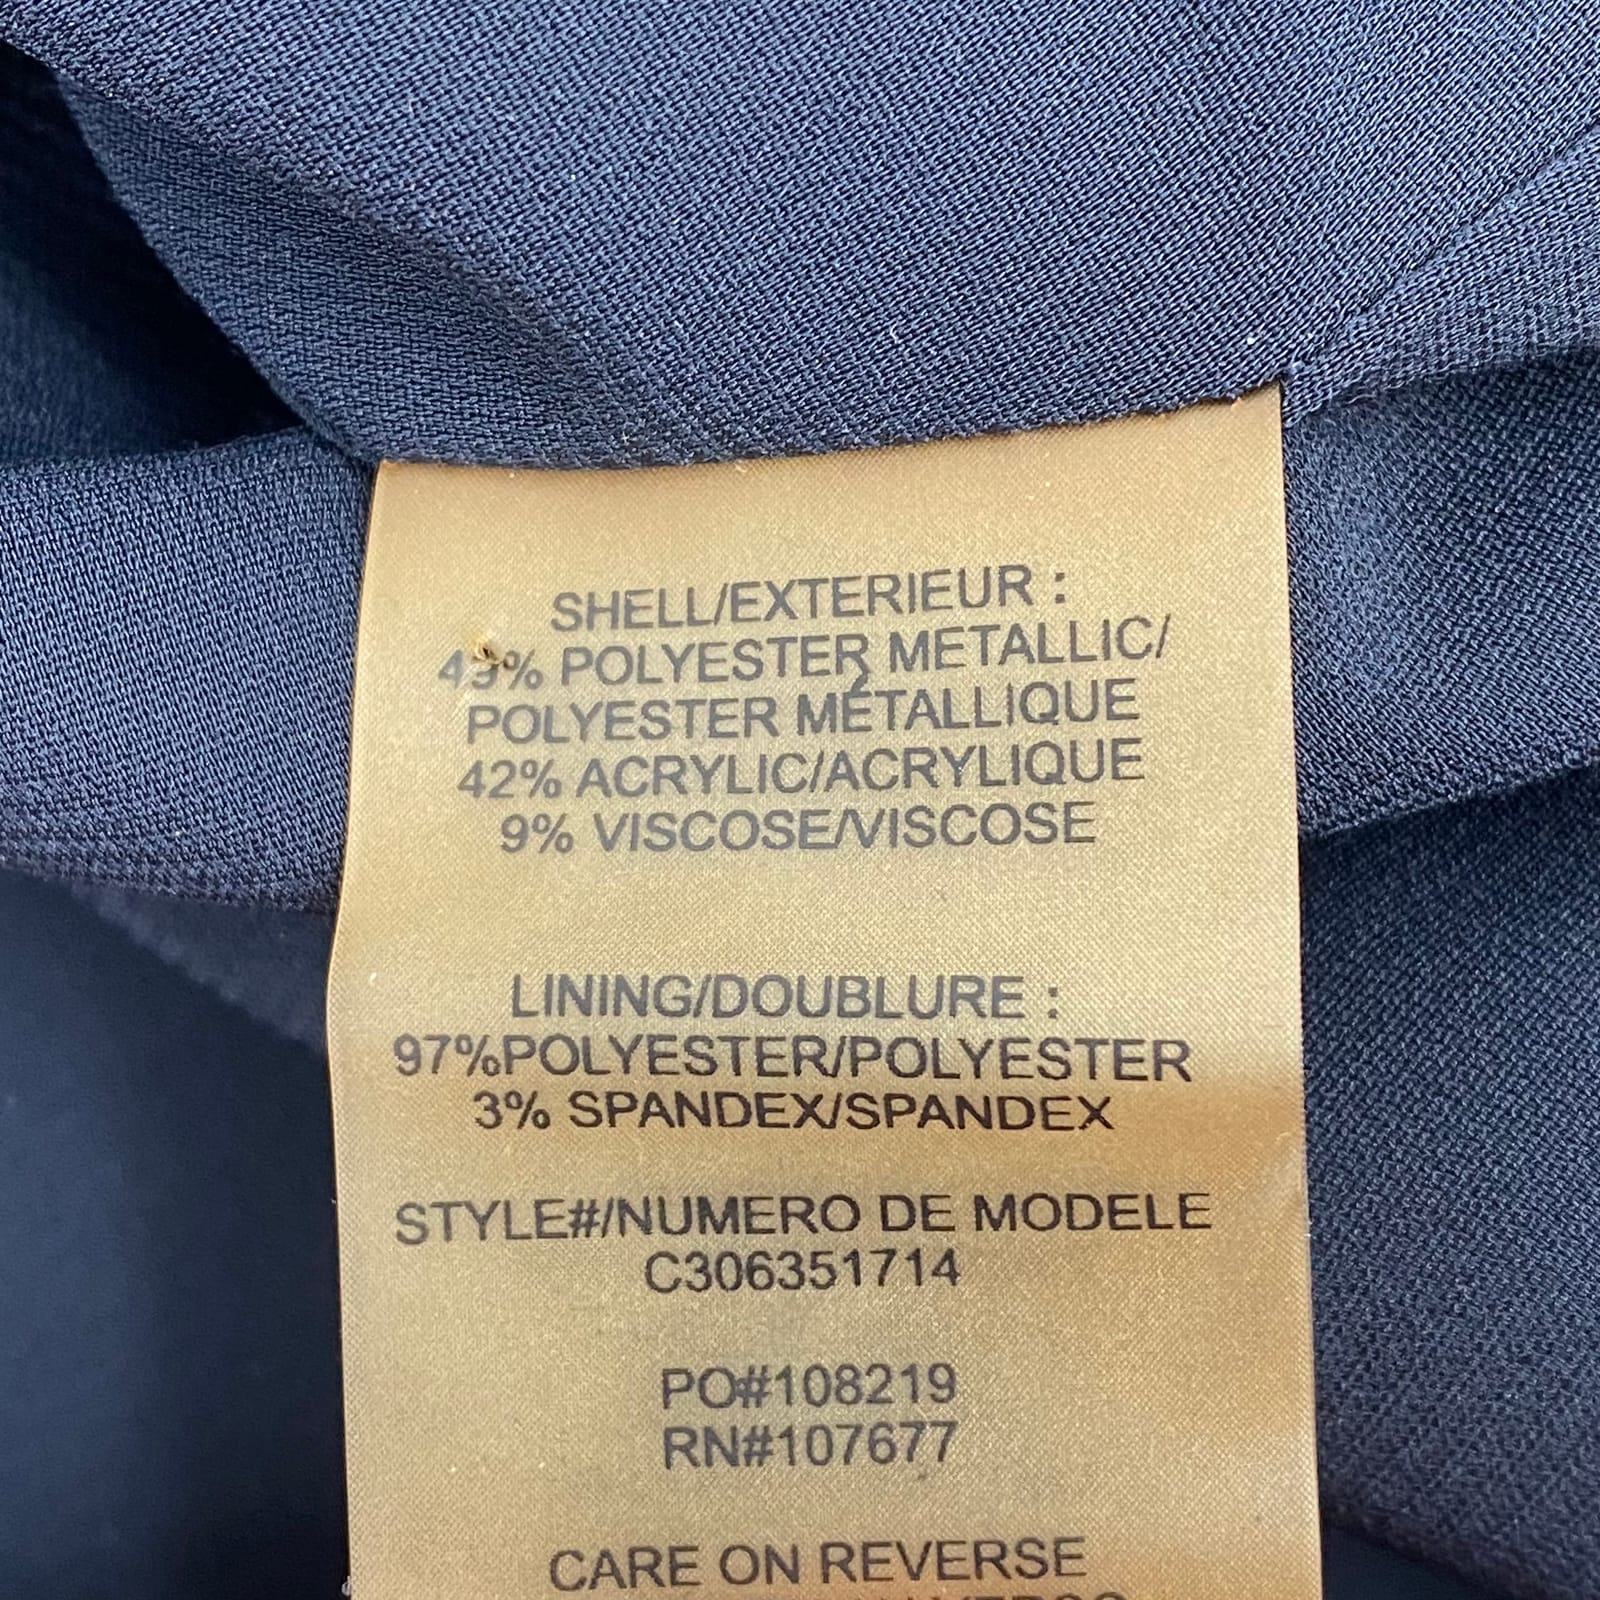 SHELL/EXTERIEUR :
49% POLYESTER METALLIC/
POLYESTER MÉTALLIQUE
42% ACRYLIC/ACRYLIQUE
9% VISCOSE/VISCOSE
LINING/DOUBLURE :
97%POLYESTER/POLYESTER
3% SPANDEX/SPANDEX
STYLE#/NUMERO DE MODELE
C306351714
PO#108219
RN#107677
CARE ON REVERSE